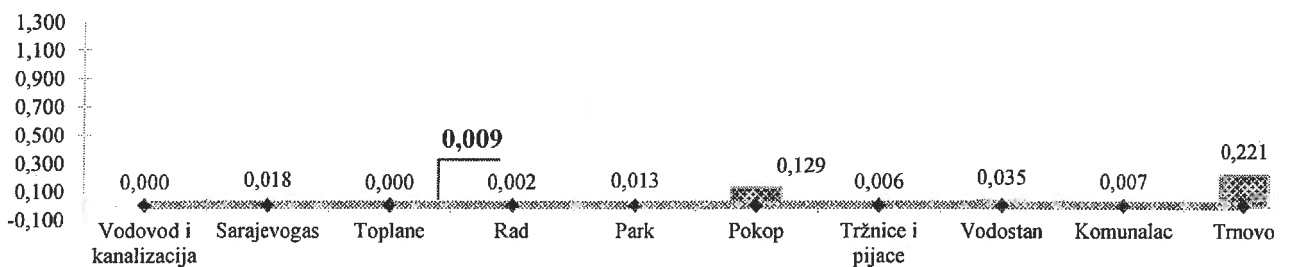 1,300
1,100
0,900
0,700
0,500
0,300
0,100
-0,100
0,009
0,000
0,018
0,000
0,002
0,013
0,129
0,006
0,035
0,007
0,221
Vodovod i
kanalizacija
Sarajevogas
Toplane
Rad
Park
Pokop
Tržnice i
pijace
Vodostan
Komunalac
Trnovo